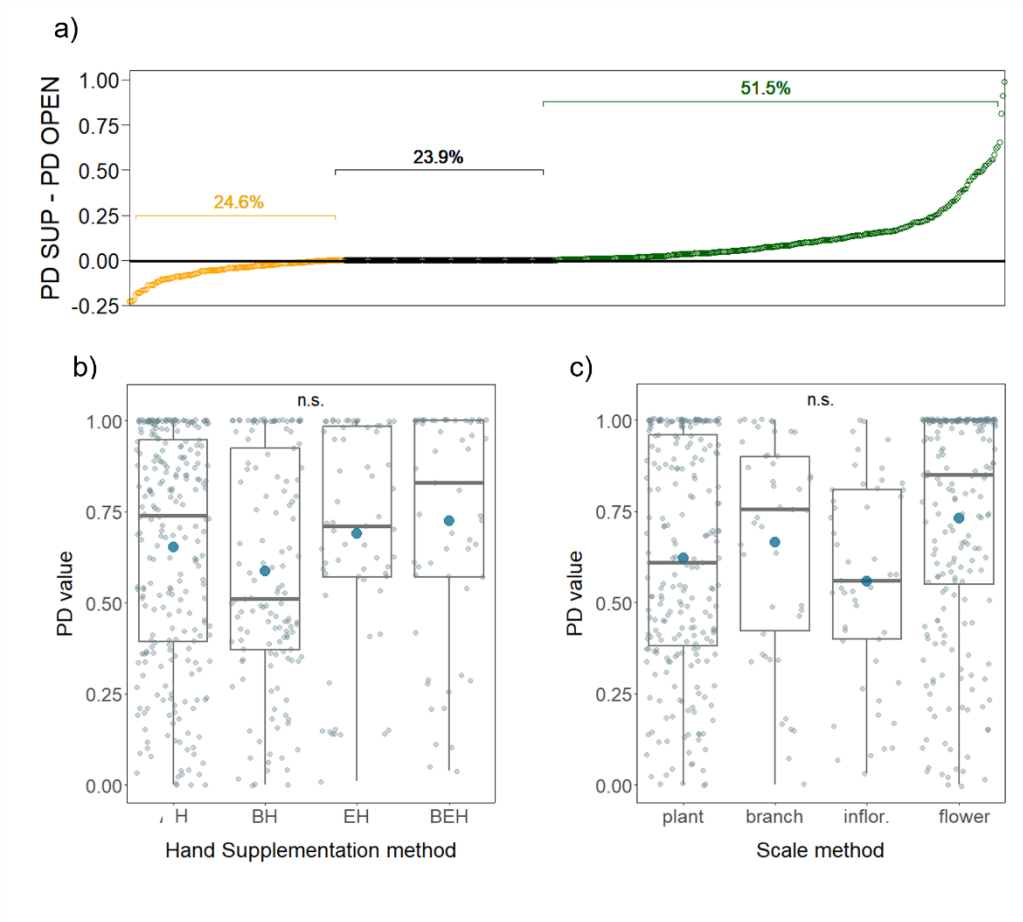 a)
PD SUP - PD OPEN
1.00
0.75
0.50
0.25
0.00
-0.25
24.6%
23.9%
51.5%
b)
PD value
1.00
0.75
0.50
0.25
0.00
n.s.
H BH EH BEH
Hand Supplementation method
c)
PD value
1.00
0.75
0.50
0.25
0.00
n.s.
plant branch inflor. flower
Scale method